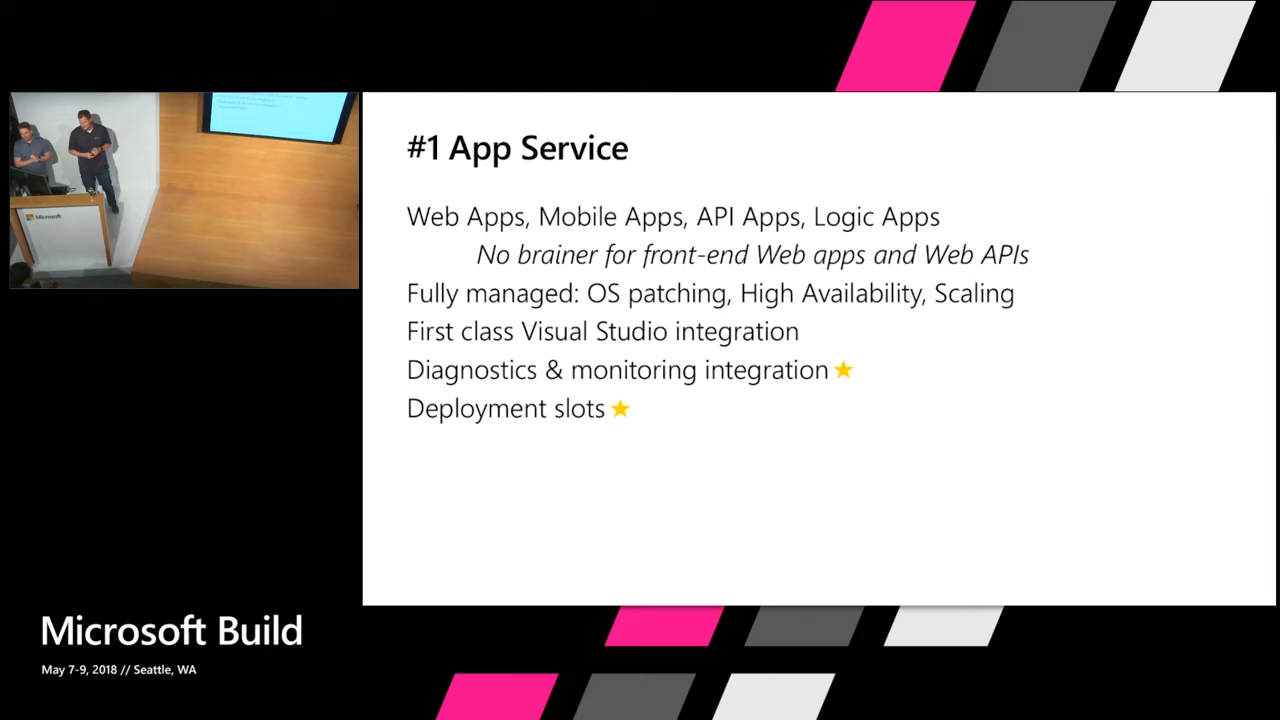 #1 App Service
Web Apps, Mobile Apps, API Apps, Logic Apps
No brainer for front-end Web apps and Web APIs
Fully managed: OS patching, High Availability, Scaling
First class Visual Studio integration
Diagnostics & monitoring integration
Deployment slots
Microsoft
Microsoft Build
May 7-9, 2018 // Seattle, WA